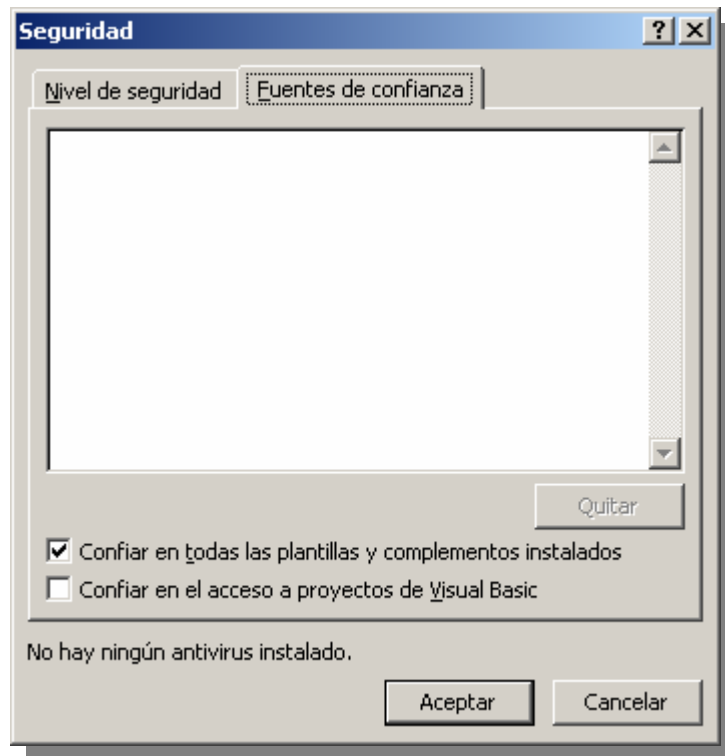 Seguridad
Nivel de seguridad
Fuentes de confianza
Quitar
Confiar en todas las plantillas y complementos instalados
Confiar en el acceso a proyectos de Visual Basic
No hay ningún antivirus instalado.
Aceptar
Cancelar